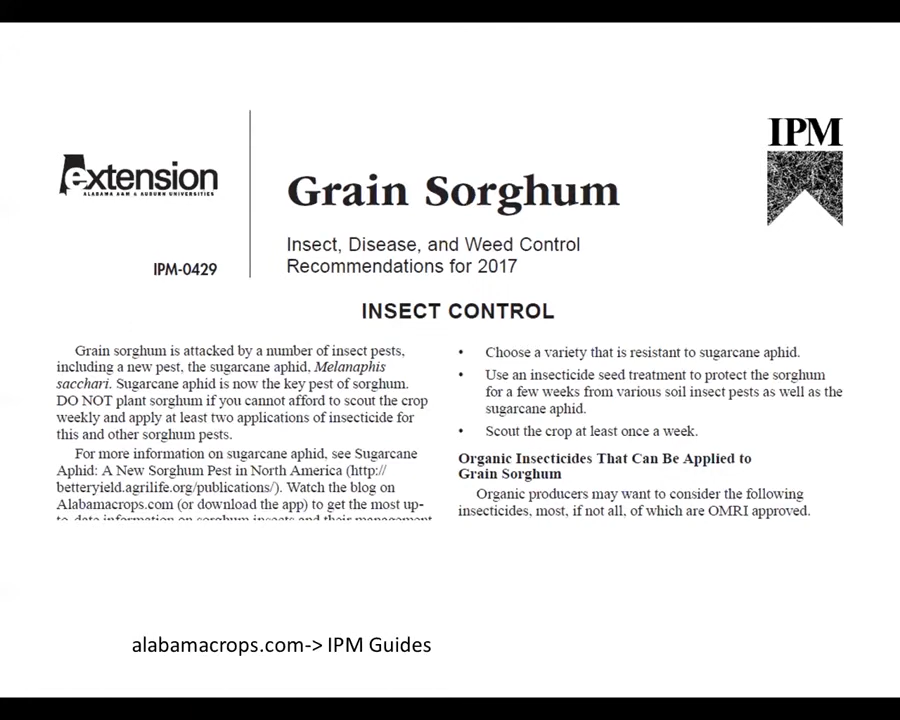 extension
ALABAMA A&M & AUBURN UNIVERSITIES
IPM-0429
Grain Sorghum
Insect, Disease, and Weed Control
Recommendations for 2017
IPM
INSECT CONTROL
Grain sorghum is attacked by a number of insect pests,
including a new pest, the sugarcane aphid, Melanaphis
sacchari. Sugarcane aphid is now the key pest of sorghum.
DO NOT plant sorghum if you cannot afford to scout the crop
weekly and apply at least two applications of insecticide for
this and other sorghum pests.
For more information on sugarcane aphid, see Sugarcane
Aphid: A New Sorghum Pest in North America (http://
betteryield.agrilife.org/publications/). Watch the blog on
Alabamacrops.com (or download the app) to get the most up-
to-date information on sorghum insects and their management
• Choose a variety that is resistant to sugarcane aphid.
• Use an insecticide seed treatment to protect the sorghum
for a few weeks from various soil insect pests as well as the
sugarcane aphid.
• Scout the crop at least once a week.
Organic Insecticides That Can Be Applied to
Grain Sorghum
Organic producers may want to consider the following
insecticides, most, if not all, of which are OMRI approved.
alabamacrops.com-> IPM Guides